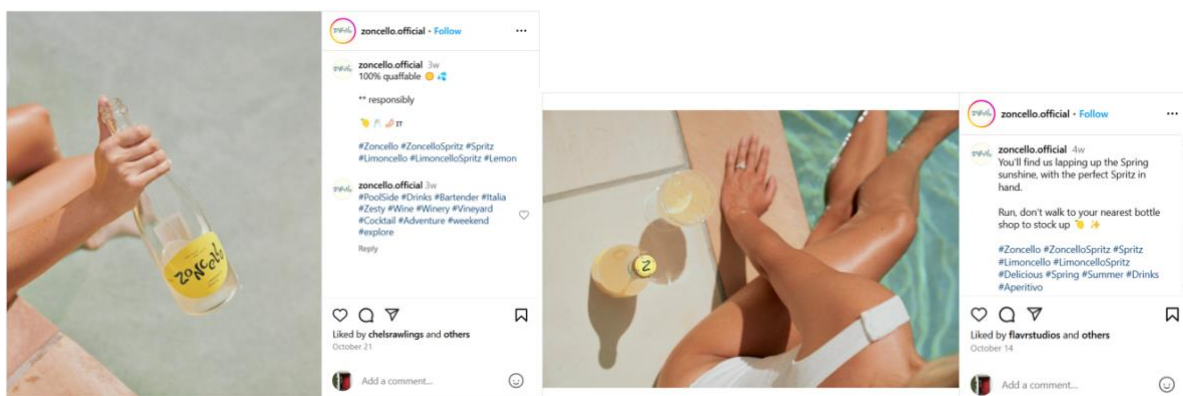 zoncello.official • Follow
zoncello.official 3w
100% quaffable
** responsibly
IT
#Zoncello #ZoncelloSpritz #Spritz
#Limoncello #LimoncelloSpritz #Lemon
zoncello.official 3w
#PoolSide #Drinks #Bartender #Italia
#Zesty #Wine #Winery #Vineyard
#Cocktail #Adventure #weekend
#explore
Reply
Liked by chelsrawlings and others
October 21
Add a comment...
ZONCELLO
zoncello.official • Follow
zoncello.official 4w
You'll find us lapping up the Spring
sunshine, with the perfect Spritz in
hand.
Run, don't walk to your nearest bottle
shop to stock up
#Zoncello #ZoncelloSpritz #Spritz
#Limoncello #LimoncelloSpritz
#Delicious #Spring #Summer #Drinks
#Aperitivo
Liked by flavrstudios and others
October 14
Add a comment...
Z